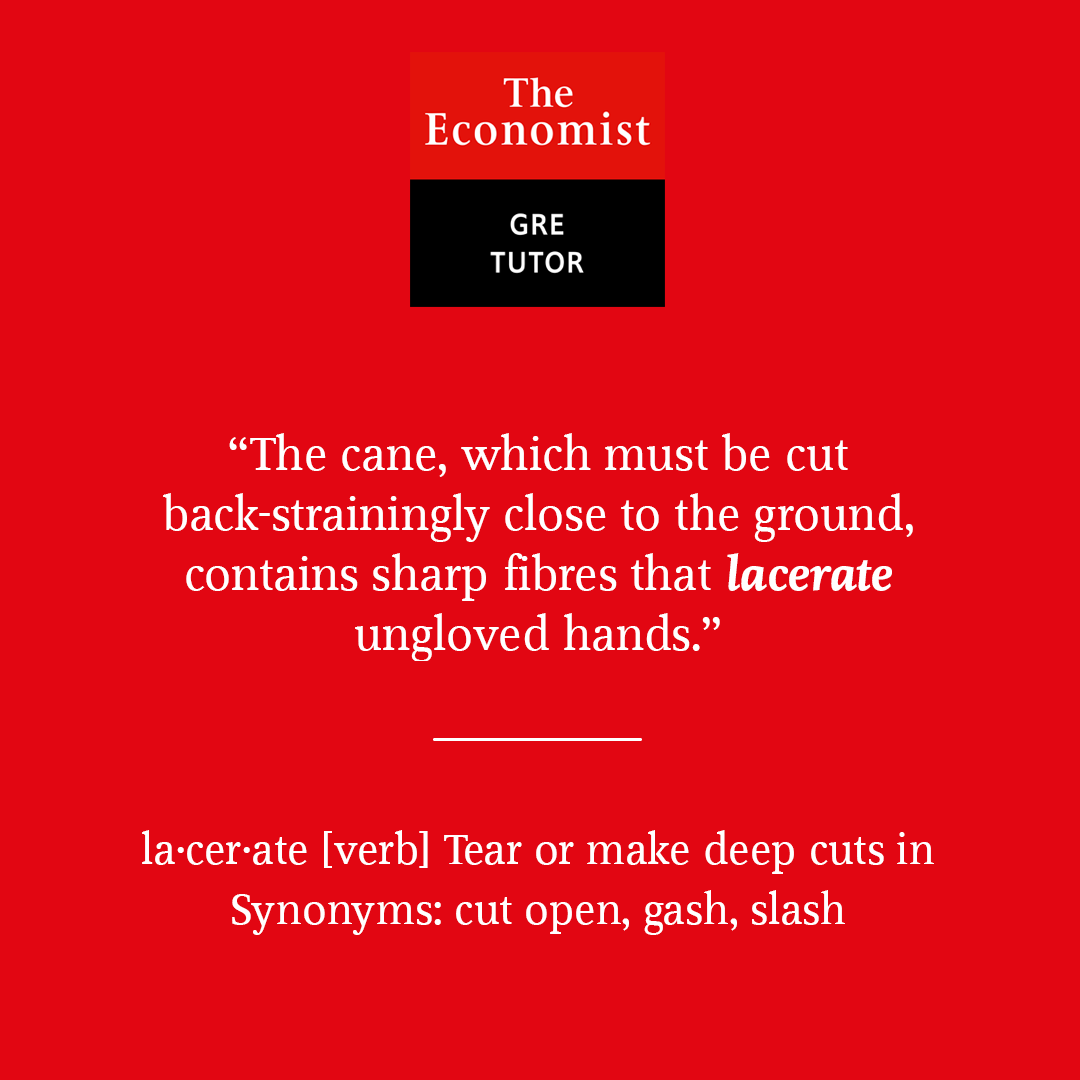 The
Economist
GRE
TUTOR
“The cane, which must be cut
back-strainingly close to the ground,
contains sharp fibres that lacerate
ungloved hands.”
la·cer·ate [verb] Tear or make deep cuts in
Synonyms: cut open, gash, slash